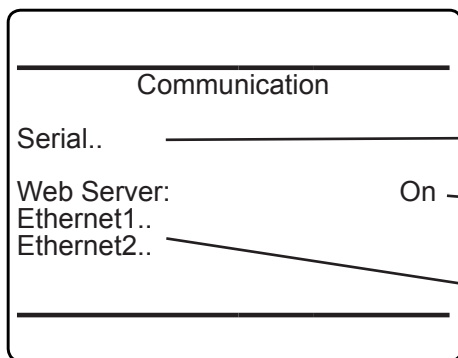 Communication
Serial..
Web Server: On
Ethernet1..
Ethernet2..